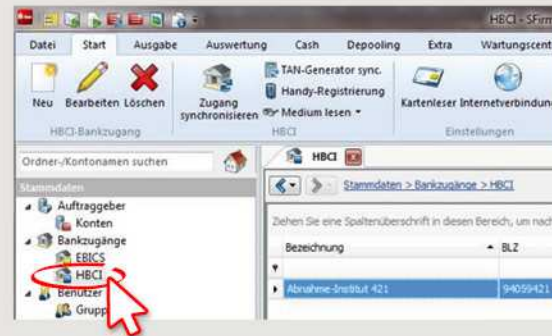 HBCI - SFirm
Datei Start Ausgabe Auswertung Cash Depooling Extra Wartungscent
Neu Bearbeiten Löschen Zugang synchronisieren
TAN-Generator sync.
Handy-Registrierung
Medium lesen
Kartenleser Internetverbindun
HBCI-Bankzugang HBCI Einstellungen
Ordner-/Kontonamen suchen
HBCI
Stammdaten
Stammdaten > Bankzugänge > HBCI
Auftraggeber
Konten
Ziehen Sie eine Spaltenüberschrift in diesen Bereich, um nach
Bankzugänge
Bezeichnung BLZ
EBICS
HBCI
Abnahme-Institut 421 94059421
Benutzer
Grupp